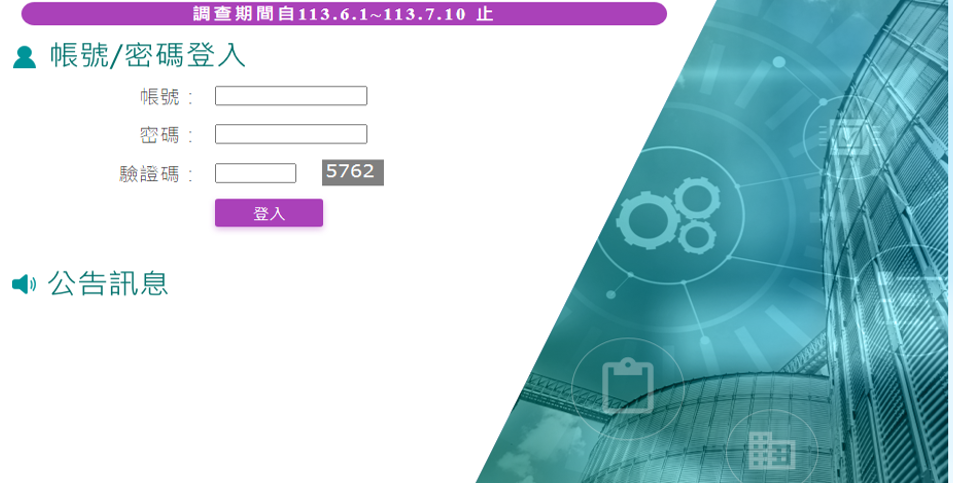 調查期間自113.6.1~113.7.10 止
帳號/密碼登入
帳號：
密碼：
驗證碼： 5762
登入
公告訊息